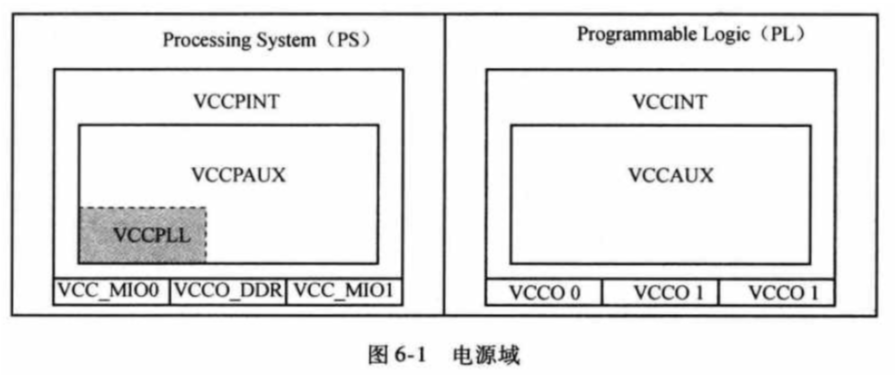 Processing System（PS）
VCCPINT
VCCPAUX
VCCPLL
VCC_MIO0 VCCO_DDR VCC_MIO1
Programmable Logic（PL）
VCCINT
VCCAUX
VCCO 0 VCCO 1 VCCO 1
图 6-1 电源域